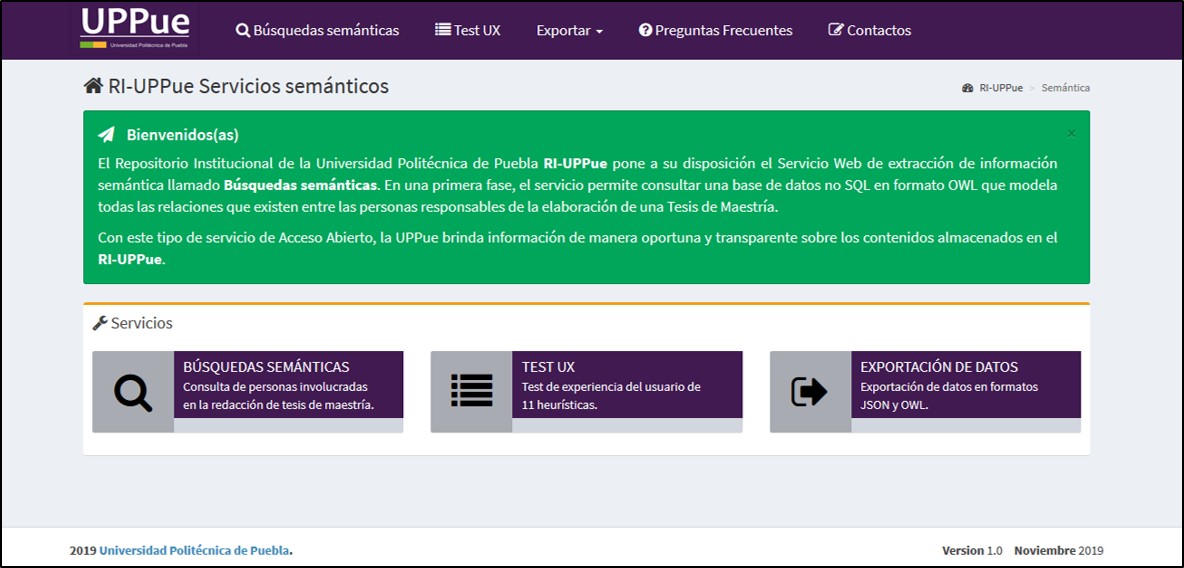 UPPue
Universidad Politécnica de Puebla
Búsquedas semánticas
Test UX
Exportar
Preguntas Frecuentes
Contactos
RI-UPPue Servicios semánticos
RI-UPPue > Semántica
Bienvenidos(as)
×
El Repositorio Institucional de la Universidad Politécnica de Puebla RI-UPPue pone a su disposición el Servicio Web de extracción de información
semántica llamado Búsquedas semánticas. En una primera fase, el servicio permite consultar una base de datos no SQL en formato OWL que modela
todas las relaciones que existen entre las personas responsables de la elaboración de una Tesis de Maestría.
Con este tipo de servicio de Acceso Abierto, la UPPue brinda información de manera oportuna y transparente sobre los contenidos almacenados en el
RI-UPPue.
Servicios
BÚSQUEDAS SEMÁNTICAS
Consulta de personas involucradas
en la redacción de tesis de maestría.
TEST UX
Test de experiencia del usuario de
11 heurísticas.
EXPORTACIÓN DE DATOS
Exportación de datos en formatos
JSON y OWL.
2019 Universidad Politécnica de Puebla.
Version 1.0 Noviembre 2019